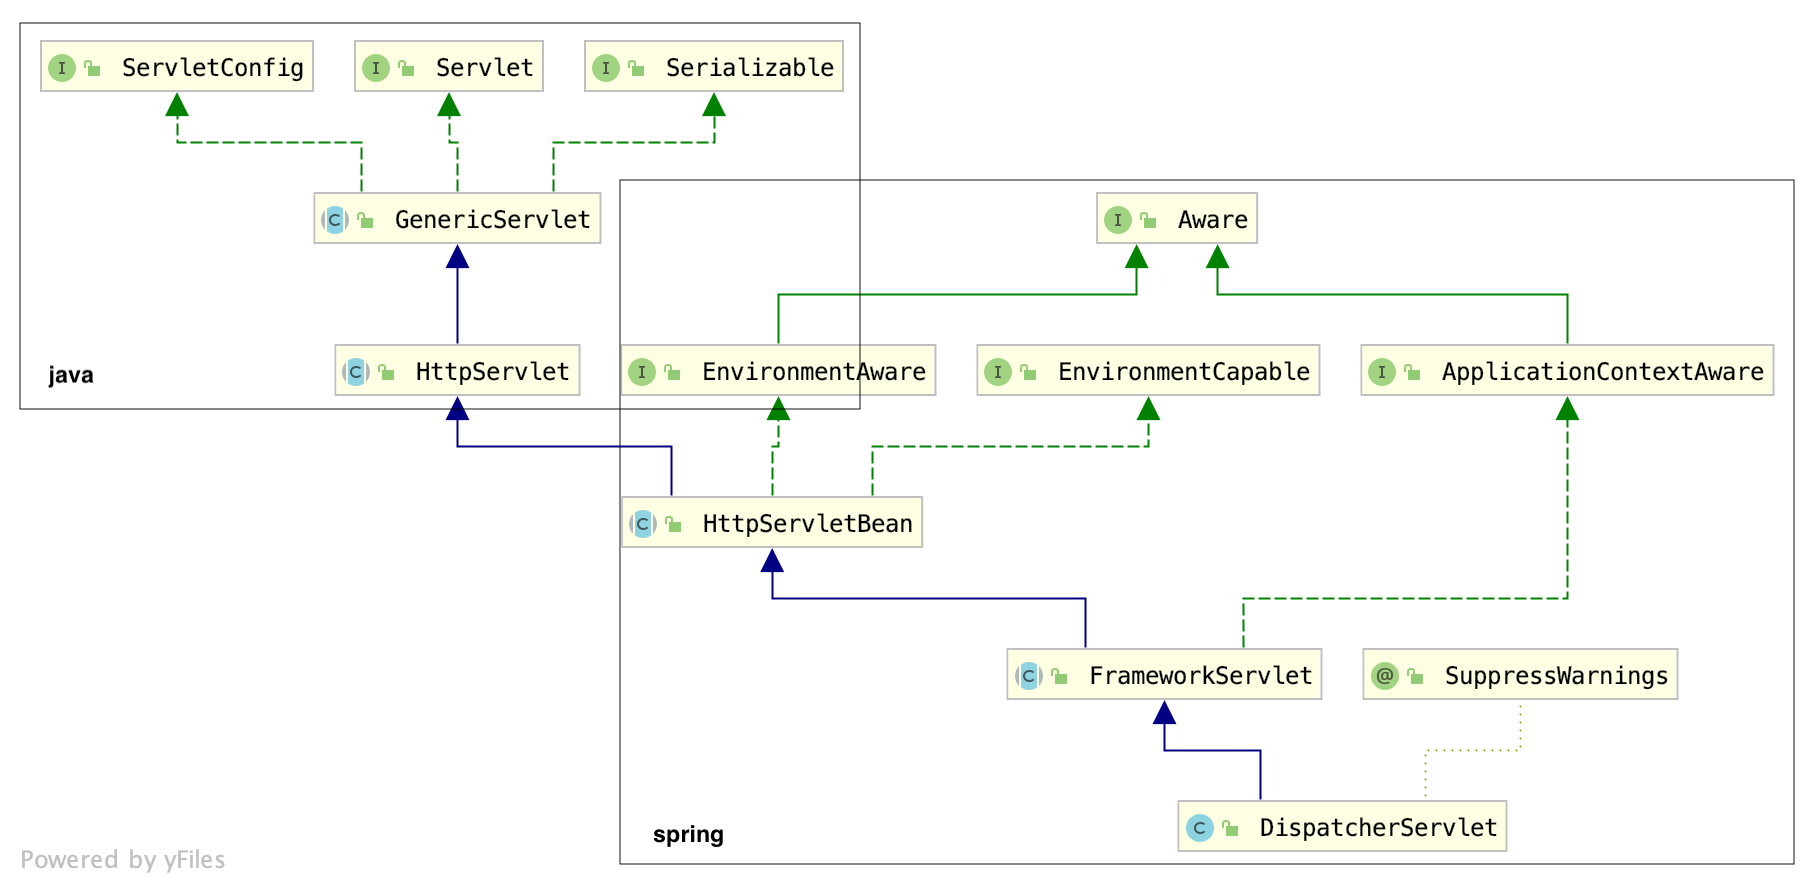 I ServletConfig
I Servlet
I Serializable
C GenericServlet
I Aware
java
C HttpServlet
I EnvironmentAware
I EnvironmentCapable
I ApplicationContextAware
C HttpServletBean
C FrameworkServlet
@ SuppressWarnings
spring
C DispatcherServlet
Powered by yFiles